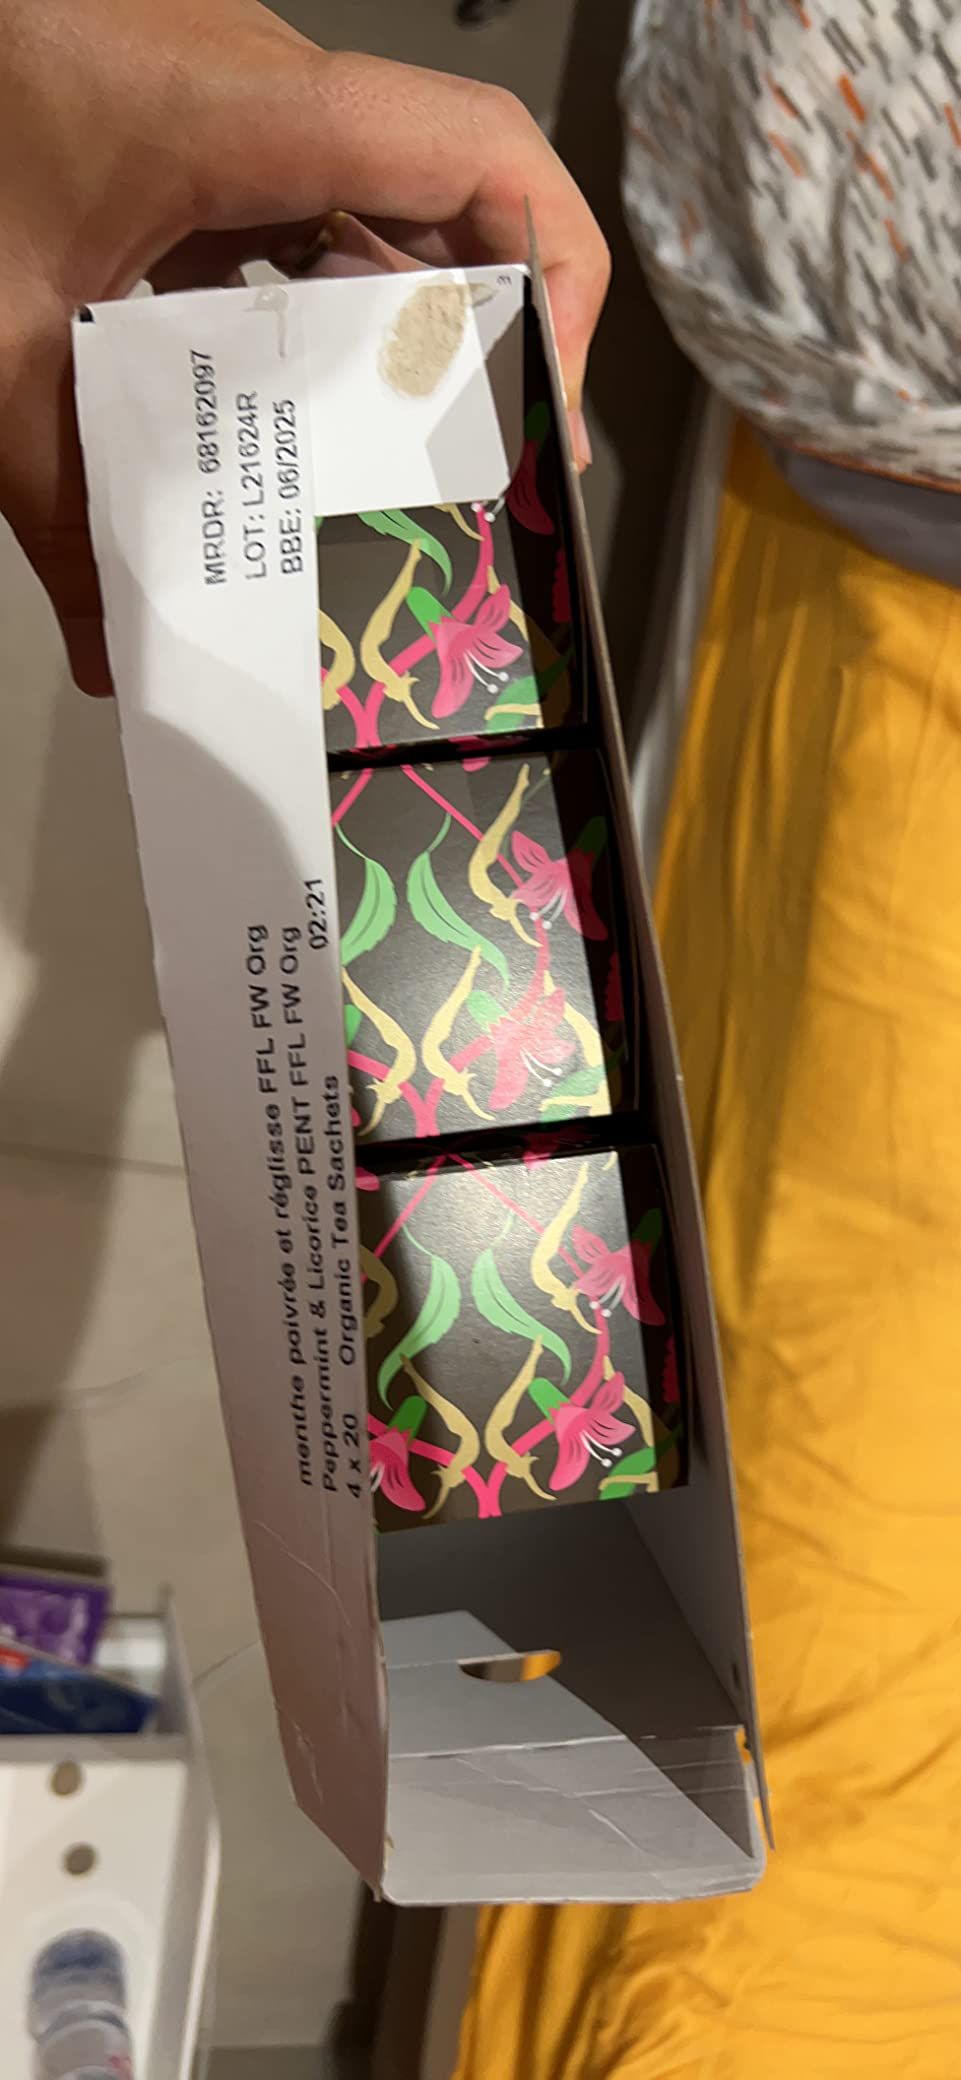 MRDR: 68162097
LOT: L21624R
BBE: 06/2025
menthe poivrée et réglisse FFL FW Org
Peppermint & Licorice PENT FFL FW Org
02:21
4 x 20 Organic Tea Sachets
3